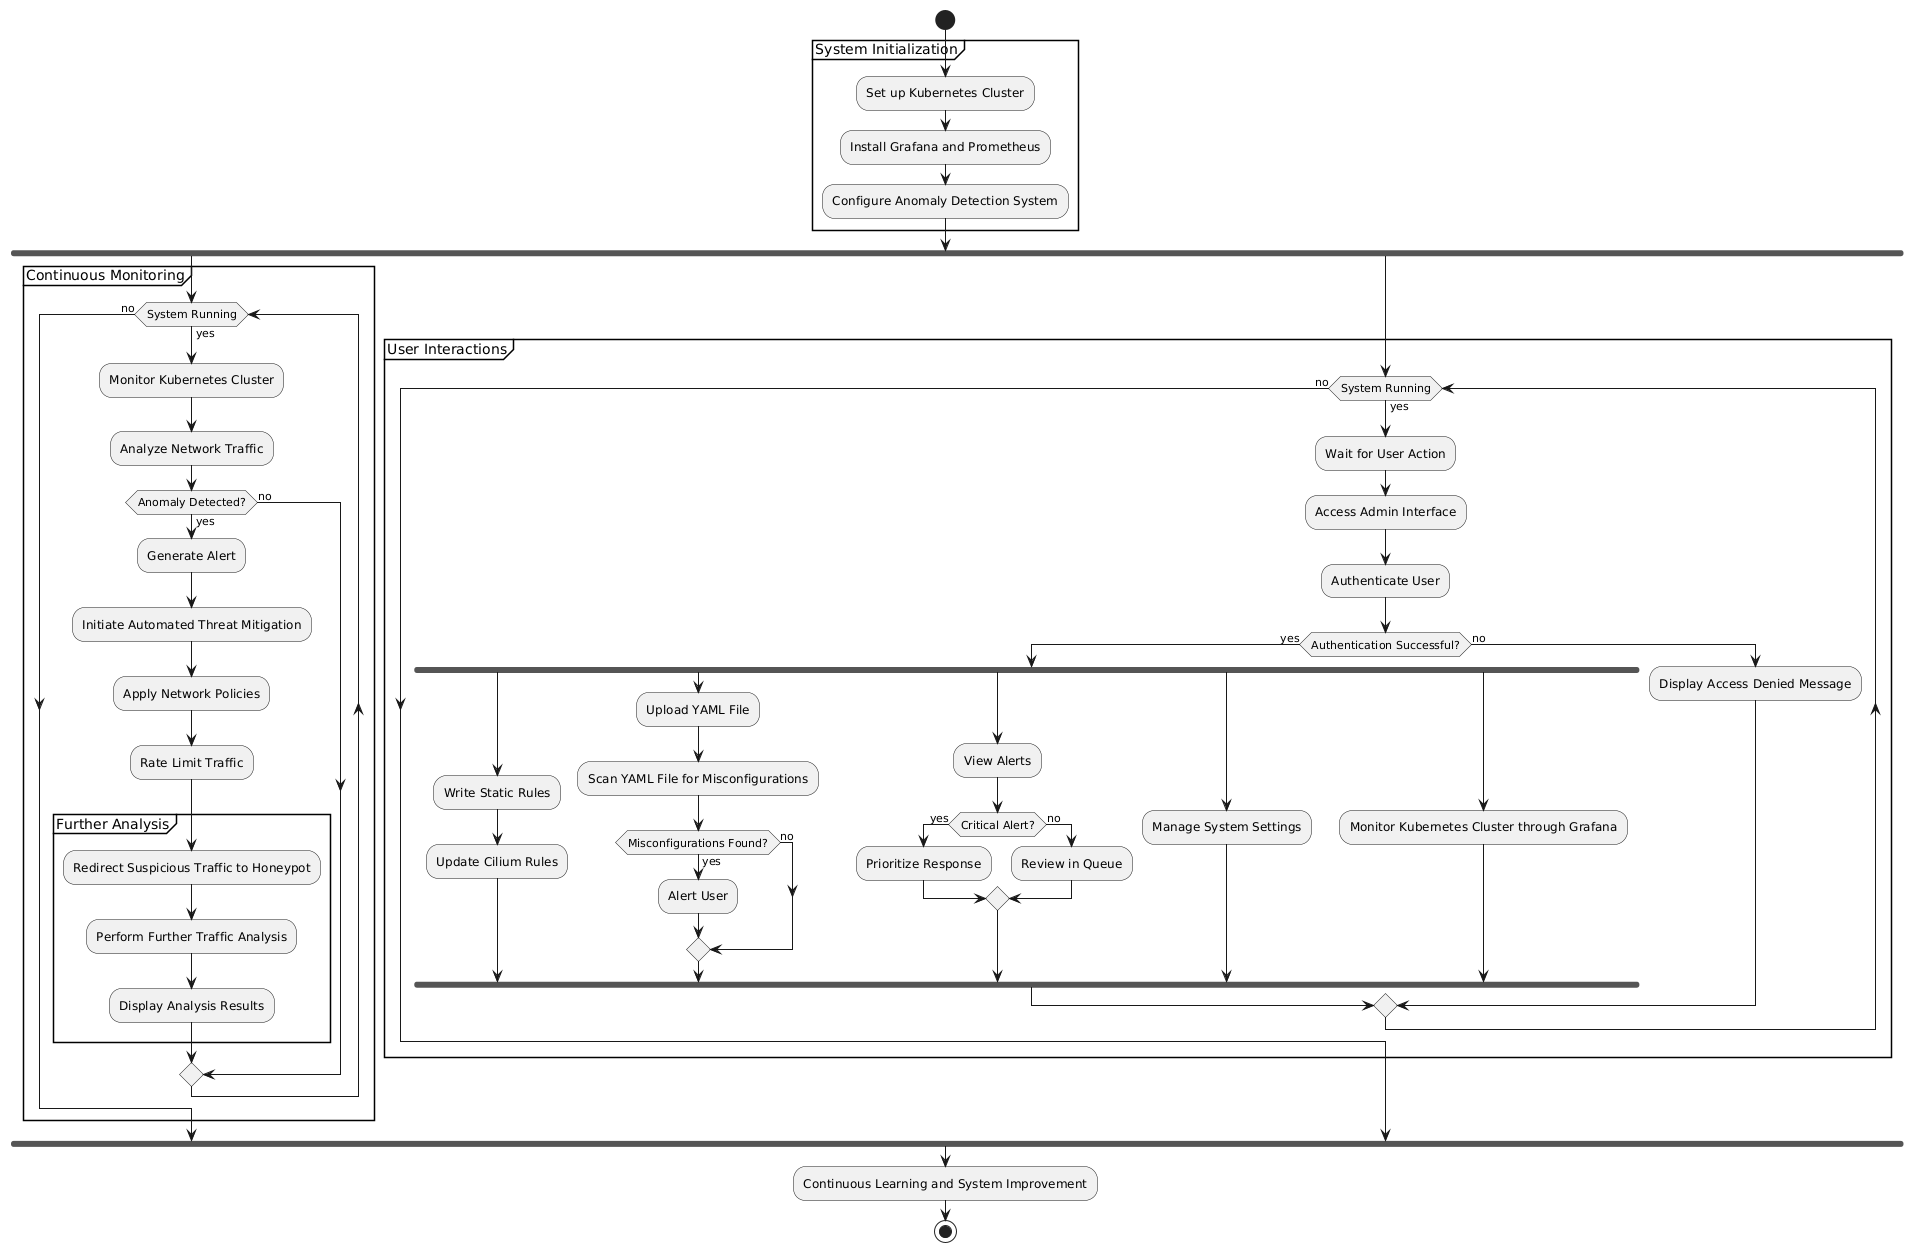 System Initialization
Set up Kubernetes Cluster
Install Grafana and Prometheus
Configure Anomaly Detection System
Continuous Monitoring
no
System Running
yes
Monitor Kubernetes Cluster
Analyze Network Traffic
Anomaly Detected?
no
yes
Generate Alert
Initiate Automated Threat Mitigation
Apply Network Policies
Rate Limit Traffic
Further Analysis
Redirect Suspicious Traffic to Honeypot
Perform Further Traffic Analysis
Display Analysis Results
User Interactions
no
System Running
yes
Wait for User Action
Access Admin Interface
Authenticate User
yes
Authentication Successful?
no
Write Static Rules
Update Cilium Rules
Upload YAML File
Scan YAML File for Misconfigurations
Misconfigurations Found?
no
yes
Alert User
View Alerts
yes
Critical Alert?
no
Prioritize Response
Review in Queue
Manage System Settings
Monitor Kubernetes Cluster through Grafana
Display Access Denied Message
Continuous Learning and System Improvement